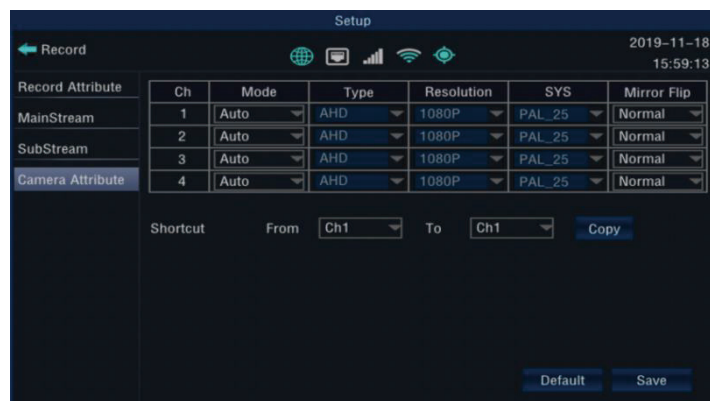 Setup
Record
2019-11-18
15:59:13
Record Attribute
MainStream
SubStream
Camera Attribute
Ch Mode Type Resolution SYS Mirror Flip
1 Auto AHD 1080P PAL_25 Normal
2 Auto AHD 1080P PAL_25 Normal
3 Auto AHD 1080P PAL_25 Normal
4 Auto AHD 1080P PAL_25 Normal
Shortcut From Ch1 To Ch1 Copy
Default Save